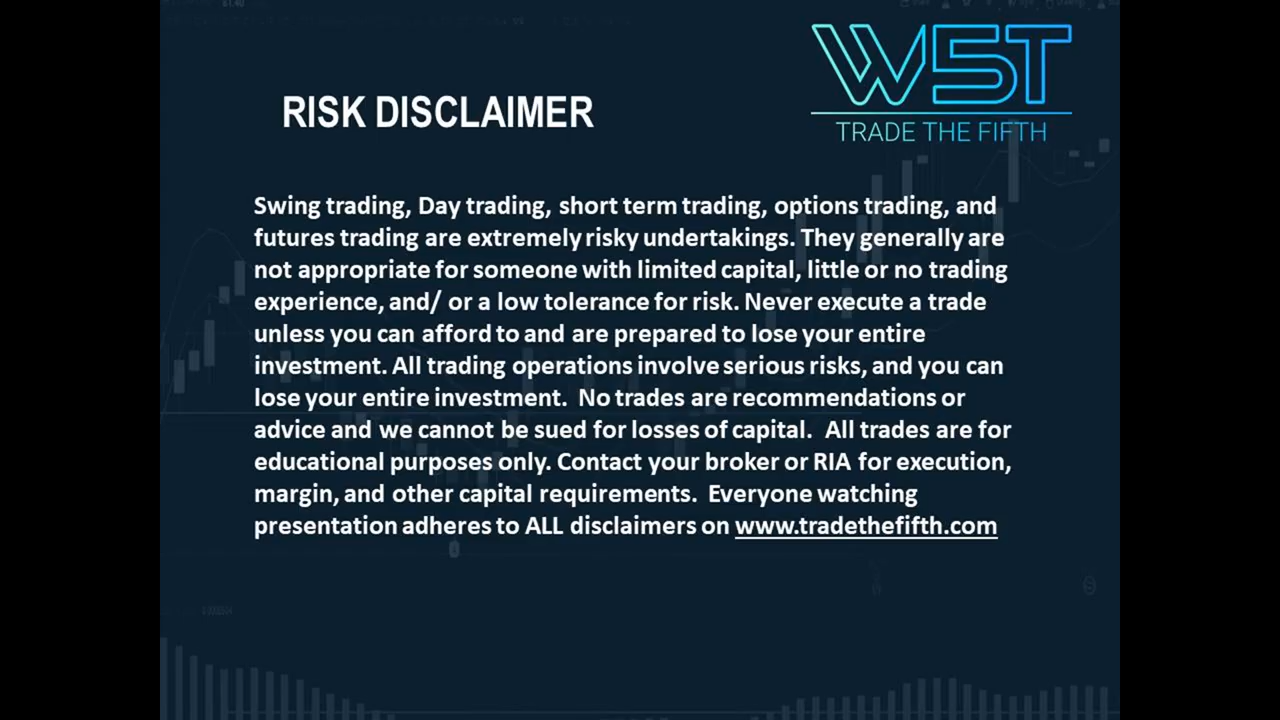 W5T
TRADE THE FIFTH
RISK DISCLAIMER
Swing trading, Day trading, short term trading, options trading, and
futures trading are extremely risky undertakings. They generally are
not appropriate for someone with limited capital, little or no trading
experience, and/ or a low tolerance for risk. Never execute a trade
unless you can afford to and are prepared to lose your entire
investment. All trading operations involve serious risks, and you can
lose your entire investment.  No trades are recommendations or
advice and we cannot be sued for losses of capital.  All trades are for
educational purposes only. Contact your broker or RIA for execution,
margin, and other capital requirements.  Everyone watching
presentation adheres to ALL disclaimers on www.tradethefifth.com